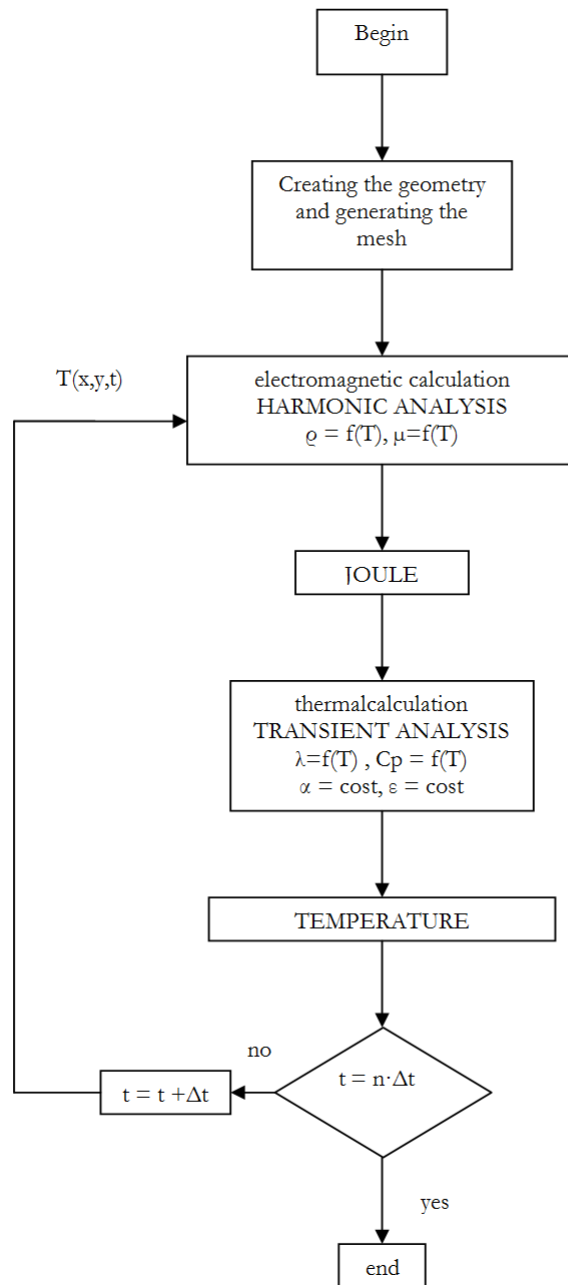 Begin
Creating the geometry
and generating the
mesh
T(x,y,t)
electromagnetic calculation
HARMONIC ANALYSIS
ϱ = f(T), μ=f(T)
JOULE
thermalcalculation
TRANSIENT ANALYSIS
λ=f(T) , Cp = f(T)
α = cost, ε = cost
TEMPERATURE
no
t = n·Δt
t = t +Δt
yes
end